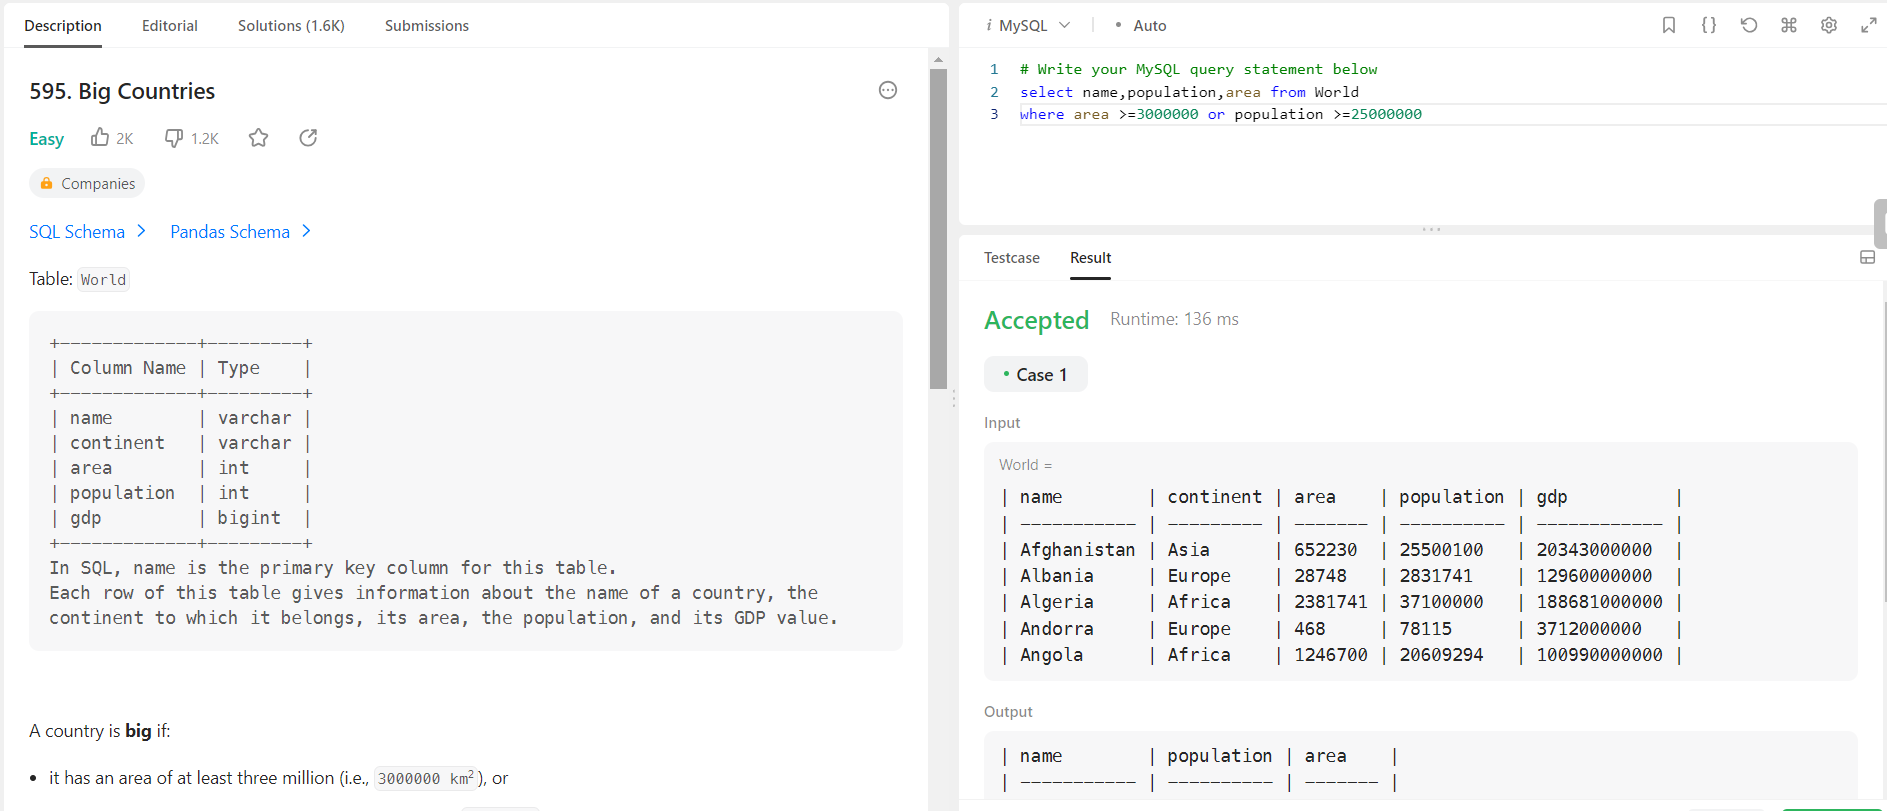 Description Editorial Solutions (1.6K) Submissions
595. Big Countries
Easy 2K 1.2K
Companies
SQL Schema Pandas Schema
Table: World
+-------------+---------+
| Column Name | Type    |
+-------------+---------+
| name        | varchar |
| continent   | varchar |
| area        | int     |
| population  | int     |
| gdp         | bigint  |
+-------------+---------+
In SQL, name is the primary key column for this table.
Each row of this table gives information about the name of a country, the
continent to which it belongs, its area, the population, and its GDP value.
A country is big if:
• it has an area of at least three million (i.e., 3000000 km²), or
i MySQL • Auto
1 # Write your MySQL query statement below
2 select name,population,area from World
3 where area >=3000000 or population >=25000000
Testcase Result
Accepted Runtime: 136 ms
• Case 1
Input
World =
| name        | continent | area    | population | gdp          |
| ----------- | --------- | ------- | ---------- | ------------ |
| Afghanistan | Asia      | 652230  | 25500100   | 20343000000  |
| Albania     | Europe    | 28748   | 2831741    | 12960000000  |
| Algeria     | Africa    | 2381741 | 37100000   | 188681000000 |
| Andorra     | Europe    | 468     | 78115      | 3712000000   |
| Angola      | Africa    | 1246700 | 20609294   | 100990000000 |
Output
| name        | population | area    |
| ----------- | ---------- | ------- |